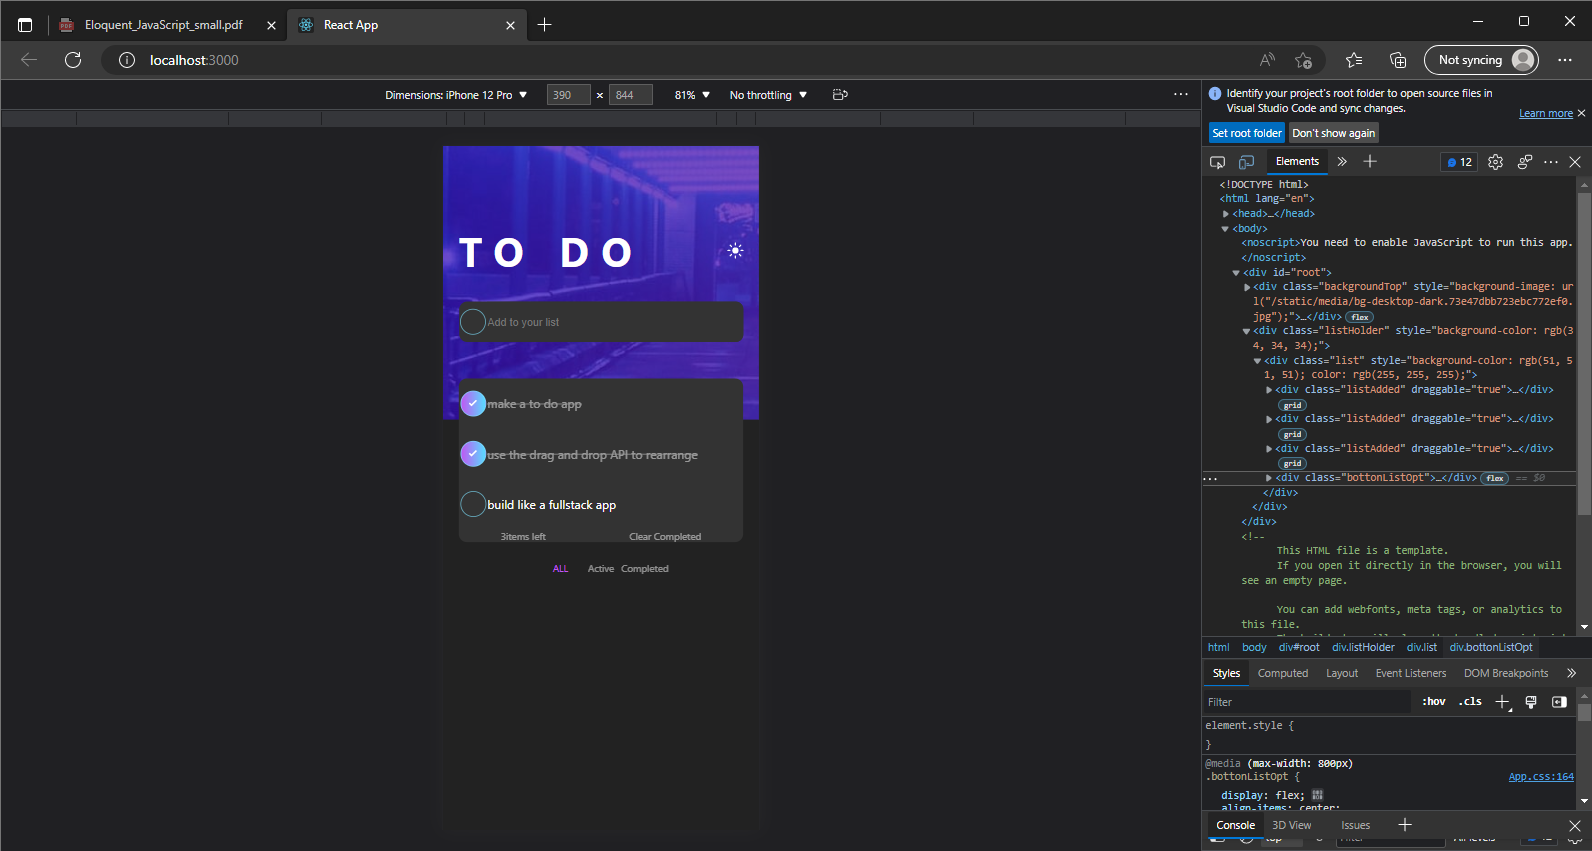 Eloquent_JavaScript_small.pdf
React App
localhost:3000
Not syncing
Dimensions: iPhone 12 Pro
390
×
844
81%
No throttling
TO DO
Add to your list
make a to do app
use the drag and drop API to rearrange
build like a fullstack app
3items left
Clear Completed
ALL
Active
Completed
Identify your project's root folder to open source files in
Visual Studio Code and sync changes.
Learn more
Set root folder
Don't show again
Elements
12
<!DOCTYPE html>
<html lang="en">
<head>…</head>
<body>
<noscript>You need to enable JavaScript to run this app.
</noscript>
<div id="root">
<div class="backgroundTop" style="background-image: ur
l("/static/media/bg-desktop-dark.73e47dbb723ebc772ef0.
jpg");">…</div> flex
<div class="listHolder" style="background-color: rgb(3
4, 34, 34);">
<div class="list" style="background-color: rgb(51, 5
1, 51); color: rgb(255, 255, 255);">
<div class="listAdded" draggable="true">…</div>
grid
<div class="listAdded" draggable="true">…</div>
grid
<div class="listAdded" draggable="true">…</div>
grid
<div class="bottonListOpt">…</div> flex == $0
</div>
</div>
</div>
<!--
This HTML file is a template.
If you open it directly in the browser, you will
see an empty page.
You can add webfonts, meta tags, or analytics to
this file.
html
body
div#root
div.listHolder
div.list
div.bottonListOpt
Styles
Computed
Layout
Event Listeners
DOM Breakpoints
Filter
:hov
.cls
element.style {
}
@media (max-width: 800px)
.bottonListOpt {
App.css:164
display: flex;
align-items: center;
Console
3D View
Issues
top
Filter